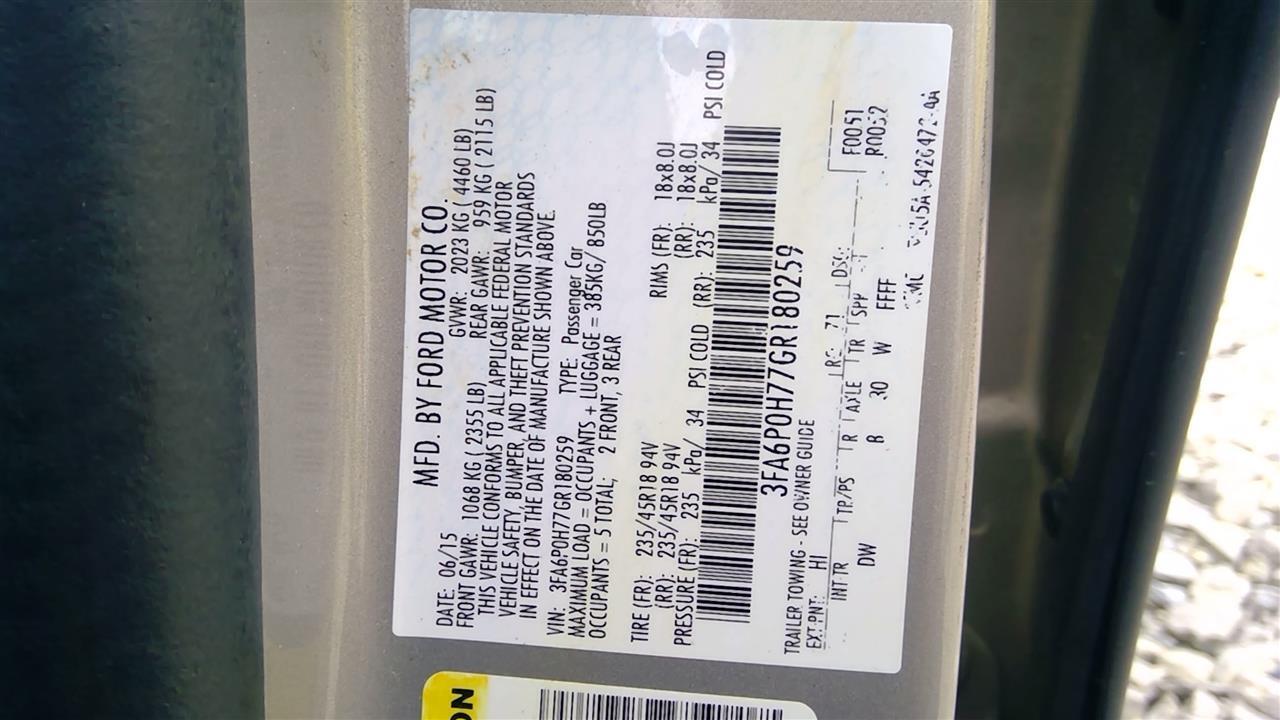 MFD. BY FORD MOTOR CO.
DATE: 06/15 GVWR: 2023 KG ( 4460 LB)
FRONT GAWR: 1068 KG ( 2355 LB) REAR GAWR: 959 KG ( 2115 LB)
THIS VEHICLE CONFORMS TO ALL APPLICABLE FEDERAL MOTOR
VEHICLE SAFETY, BUMPER, AND THEFT PREVENTION STANDARDS
IN EFFECT ON THE DATE OF MANUFACTURE SHOWN ABOVE.
VIN: 3FA6P0H77GR180259 TYPE: Passenger Car
MAXIMUM LOAD = OCCUPANTS + LUGGAGE = 385KG/ 850LB
OCCUPANTS = 5 TOTAL; 2 FRONT, 3 REAR
TIRE (FR): 235/45R18 94V RIMS (FR): 18x8.0J
(RR): 235/45R18 94V (RR): 18x8.0J
PRESSURE (FR): 235 kPa/ 34 PSI COLD (RR): 235 kPa/ 34 PSI COLD
3FA6P0H77GR180259
TRAILER TOWING - SEE OWNER GUIDE
EXT PNT: HI 71 DSO: F0051
R0052
INT TR TP/PS TR AXLE TR SPR
DW B 30 W FFFF
ON